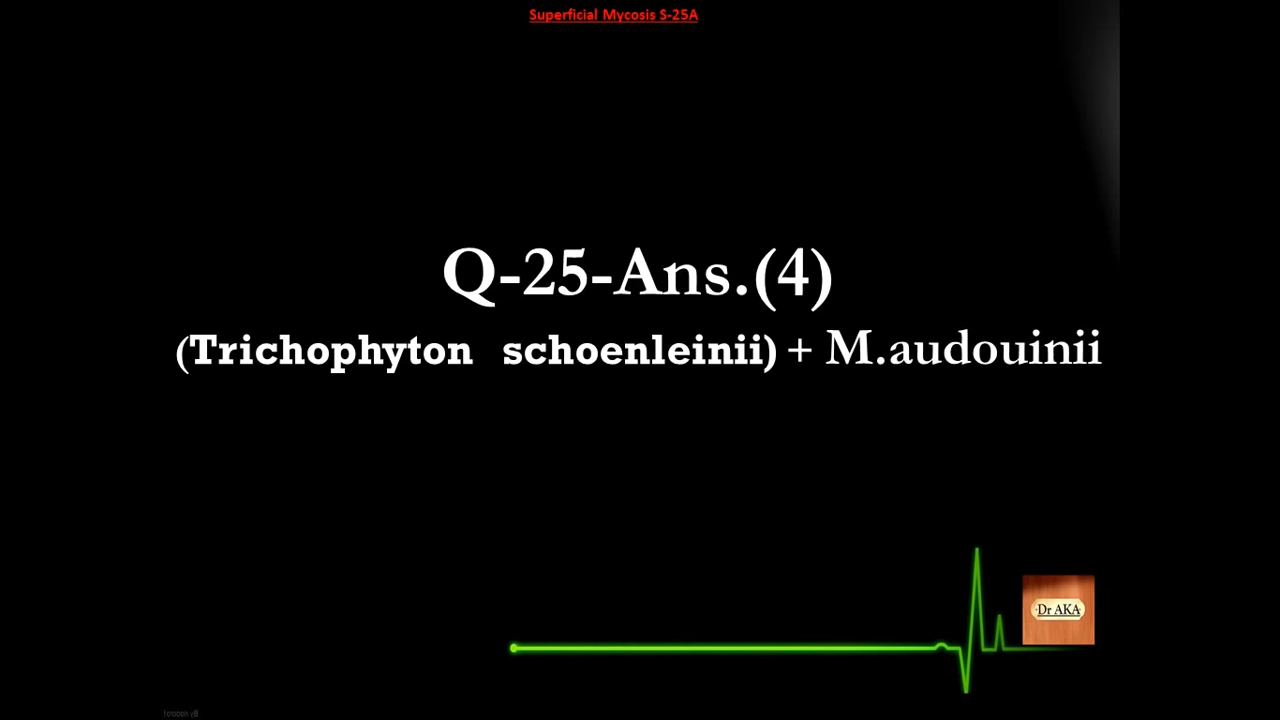 Superficial Mycosis S-25A
Q-25-Ans.(4)
(Trichophyton schoenleinii) + M.audouinii
Dr AKA